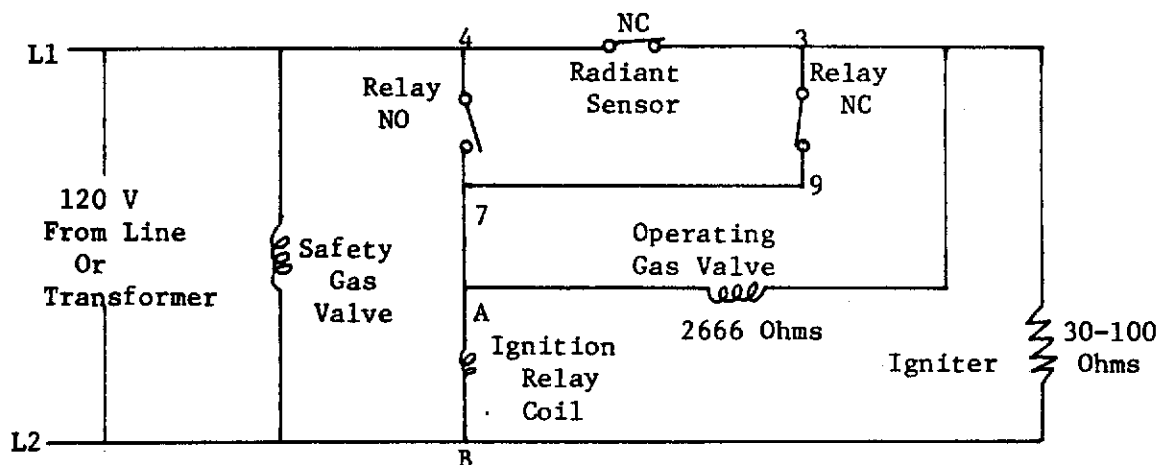 L1
4
NC
3
Radiant
Sensor
Relay
NO
Relay
NC
120 V
From Line
Or
Transformer
Safety
Gas
Valve
7
9
Operating
Gas Valve
2666 Ohms
A
Ignition
Relay
Coil
Igniter
30-100
Ohms
L2
B